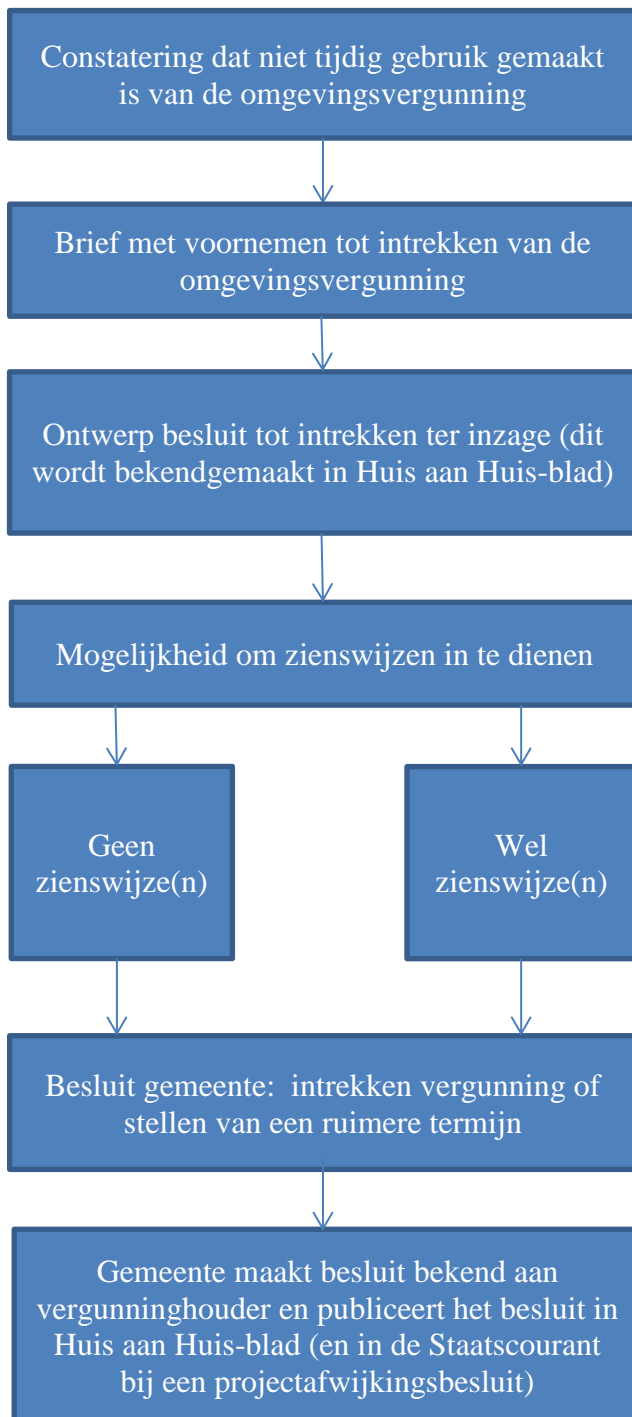 Constatering dat niet tijdig gebruik gemaakt
is van de omgevingsvergunning
Brief met voornemen tot intrekken van de
omgevingsvergunning
Ontwerp besluit tot intrekken ter inzage (dit
wordt bekendgemaakt in Huis aan Huis-blad)
Mogelijkheid om zienswijzen in te dienen
Geen
zienswijze(n)
Wel
zienswijze(n)
Besluit gemeente:  intrekken vergunning of
stellen van een ruimere termijn
Gemeente maakt besluit bekend aan
vergunninghouder en publiceert het besluit in
Huis aan Huis-blad (en in de Staatscourant
bij een projectafwijkingsbesluit)